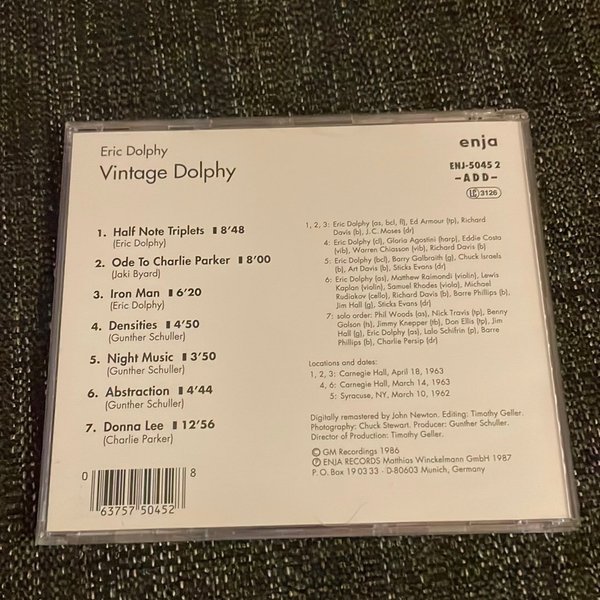 Eric Dolphy
Vintage Dolphy
enja
ENJ-5045 2
–ADD–
LC 3126
1. Half Note Triplets ▮ 8'48
(Eric Dolphy)
2. Ode To Charlie Parker ▮ 8'00
(Jaki Byard)
3. Iron Man ▮ 6'20
(Eric Dolphy)
4. Densities ▮ 4'50
(Gunther Schuller)
5. Night Music ▮ 3'50
(Gunther Schuller)
6. Abstraction ▮ 4'44
(Gunther Schuller)
7. Donna Lee ▮ 12'56
(Charlie Parker)
1, 2, 3: Eric Dolphy (as, bcl, fl), Ed Armour (tp), Richard
Davis (b), J.C. Moses (dr)
4: Eric Dolphy (cl), Gloria Agostini (harp), Eddie Costa
(vib), Warren Chiasson (vib), Richard Davis (b)
5: Eric Dolphy (bcl), Barry Galbraith (g), Chuck Israels
(b), Art Davis (b), Sticks Evans (dr)
6: Eric Dolphy (as), Matthew Raimondi (violin), Lewis
Kaplan (violin), Samuel Rhodes (viola), Michael
Rudiakov (cello), Richard Davis (b), Barre Phillips (b),
Jim Hall (g), Sticks Evans (dr)
7: solo order: Phil Woods (as), Nick Travis (tp), Benny
Golson (ts), Jimmy Knepper (tb), Don Ellis (tp), Jim
Hall (g), Eric Dolphy (as), Lalo Schifrin (p), Barre
Phillips (b), Charlie Persip (dr)
Locations and dates:
1, 2, 3: Carnegie Hall, April 18, 1963
4, 6: Carnegie Hall, March 14, 1963
5: Syracuse, NY, March 10, 1962
Digitally remastered by John Newton. Editing: Timothy Geller.
Photography: Chuck Stewart. Producer: Gunther Schuller.
Director of Production: Timothy Geller.
© GM Recordings 1986
℗ ENJA RECORDS Matthias Winckelmann GmbH 1987
P. O. Box 19 03 33 · D-80603 Munich, Germany
0 63757 50452 8